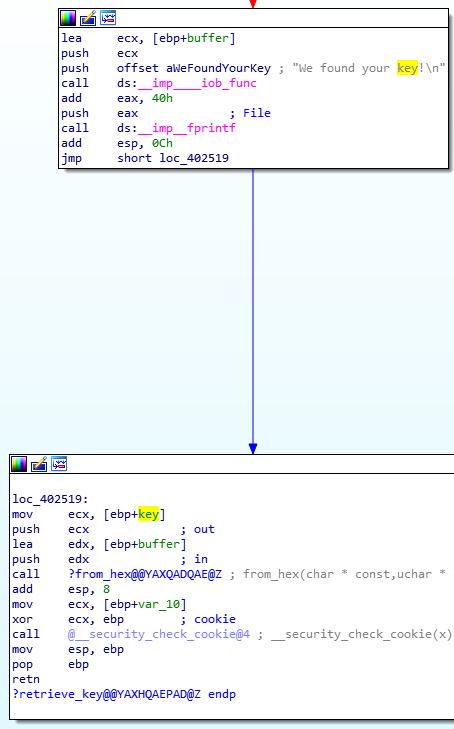 lea ecx, [ebp+buffer]
push ecx
push offset aWeFoundYourKey ; "We found your key!\n"
call ds:__imp____iob_func
add eax, 40h
push eax ; File
call ds:__imp__fprintf
add esp, 0Ch
jmp short loc_402519
loc_402519:
mov ecx, [ebp+key]
push ecx ; out
lea edx, [ebp+buffer]
push edx ; in
call ?from_hex@@YAXQADQAE@Z ; from_hex(char * const,uchar *
add esp, 8
mov ecx, [ebp+var_10]
xor ecx, ebp ; cookie
call @__security_check_cookie@4 ; __security_check_cookie(x)
mov esp, ebp
pop ebp
retn
?retrieve_key@@YAXHQAEPAD@Z endp